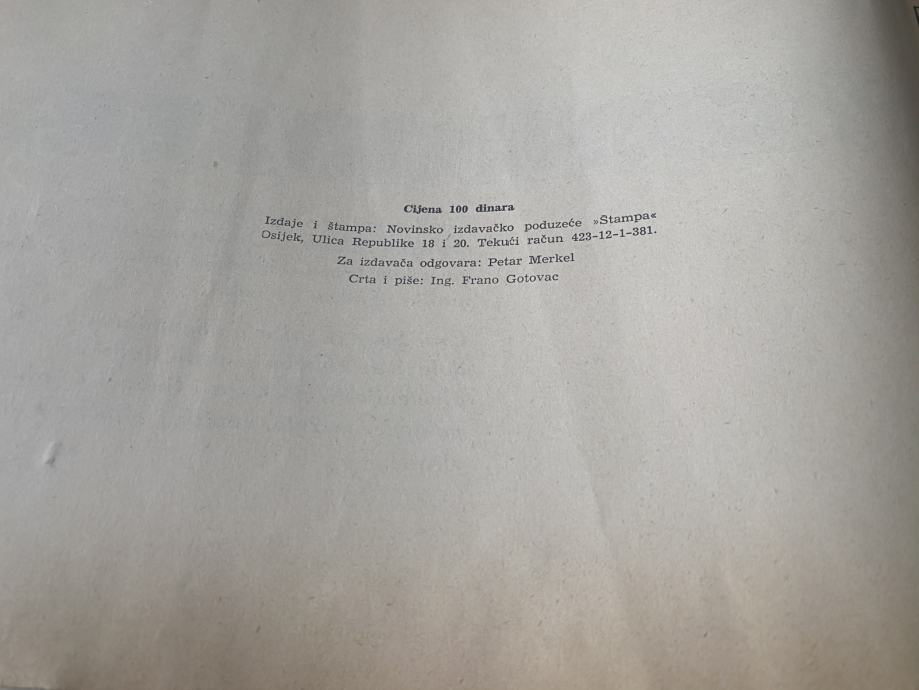 Cijena 100 dinara
Izdaje i štampa: Novinsko izdavačko poduzeće »Stampa«
Osijek, Ulica Republike 18 i 20. Tekući račun 423-12-1-381.
Za izdavača odgovara: Petar Merkel
Crta i piše: Ing. Frano Gotovac